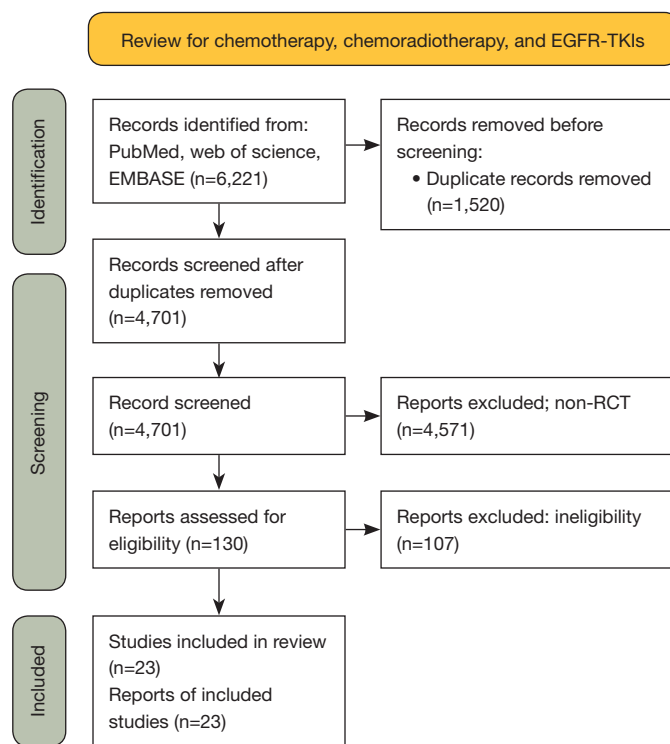 Review for chemotherapy, chemoradiotherapy, and EGFR-TKIs
Identification
Records identified from:
PubMed, web of science,
EMBASE (n=6,221)
Records removed before
screening:
• Duplicate records removed
(n=1,520)
Records screened after
duplicates removed
(n=4,701)
Screening
Record screened
(n=4,701)
Reports excluded; non-RCT
(n=4,571)
Reports assessed for
eligibility (n=130)
Reports excluded: ineligibility
(n=107)
Included
Studies included in review
(n=23)
Reports of included
studies (n=23)